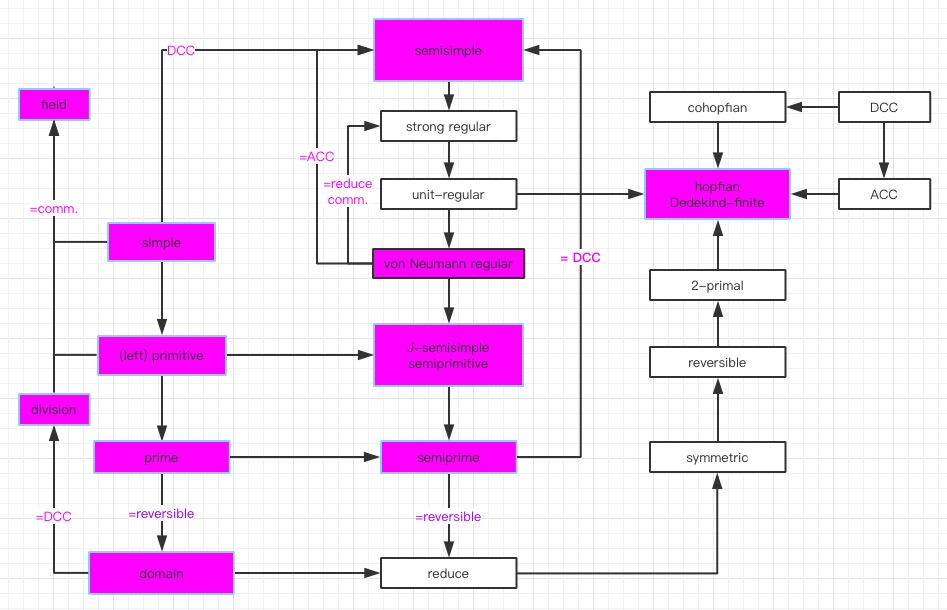 DCC
semisimple
field
cohopfian
DCC
strong regular
=ACC
=reduce
comm.
unit-regular
hopfian
Dedekind-finite
ACC
=comm.
simple
von Neumann regular
= DCC
2-primal
(left) primitive
J-semisimple
semiprimitive
reversible
division
prime
semiprime
symmetric
=DCC
=reversible
=reversible
domain
reduce